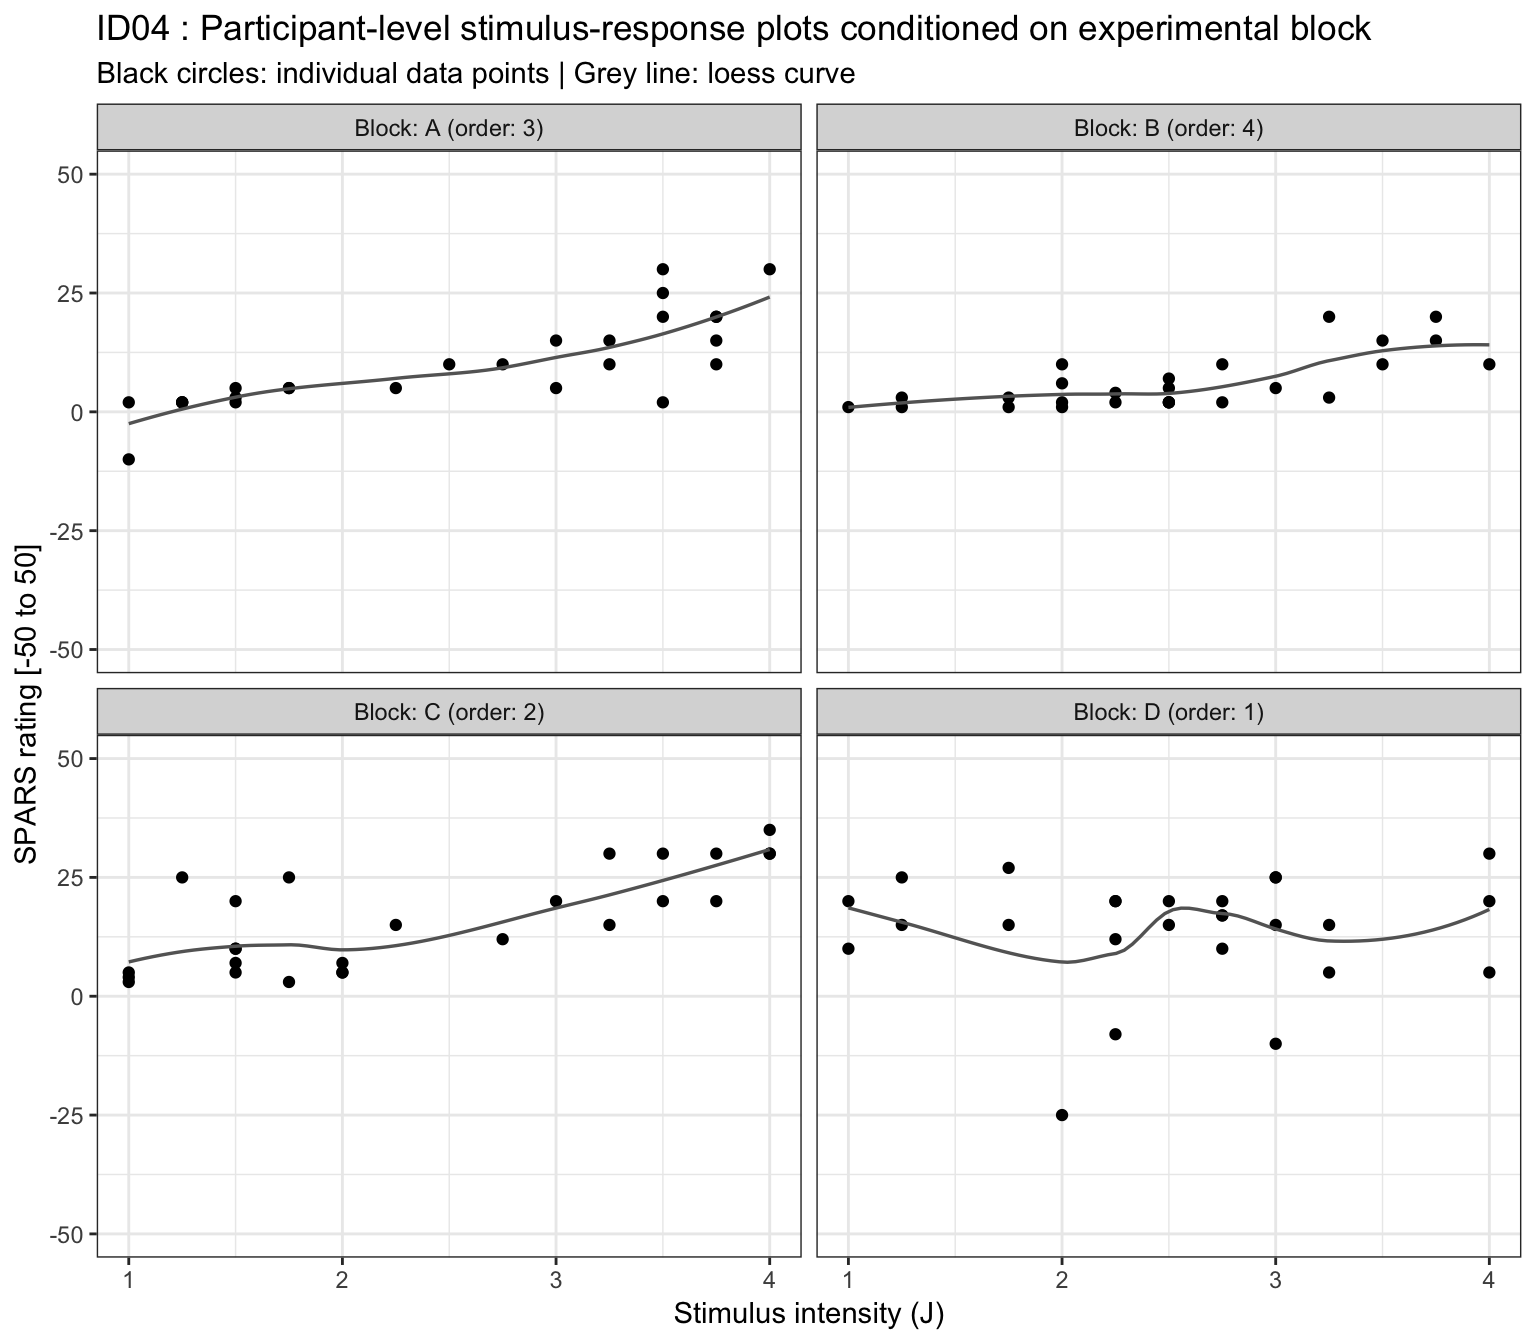 ID04 : Participant-level stimulus-response plots conditioned on experimental block
Black circles: individual data points | Grey line: loess curve
Block: A (order: 3)
Block: B (order: 4)
50
25
0
-25
-50
Block: C (order: 2)
Block: D (order: 1)
50
25
0
-25
-50
SPARS rating [-50 to 50]
1 2 3 4 1 2 3 4
Stimulus intensity (J)